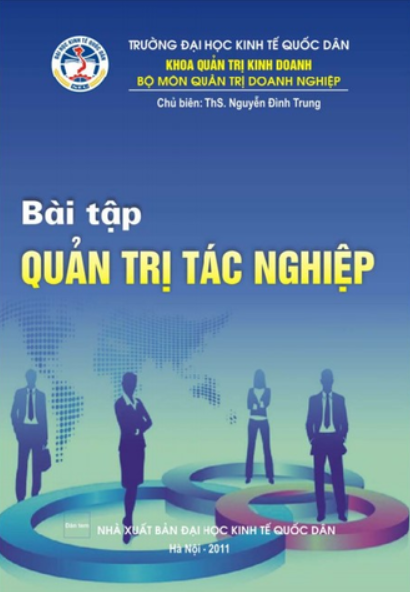 TRƯỜNG ĐẠI HỌC KINH TẾ QUỐC DÂN
KHOA QUẢN TRỊ KINH DOANH
BỘ MÔN QUẢN TRỊ DOANH NGHIỆP
Chủ biên: ThS. Nguyễn Đình Trung
Bài tập
QUẢN TRỊ TÁC NGHIỆP
NHÀ XUẤT BẢN ĐẠI HỌC KINH TẾ QUỐC DÂN
Hà Nội - 2011